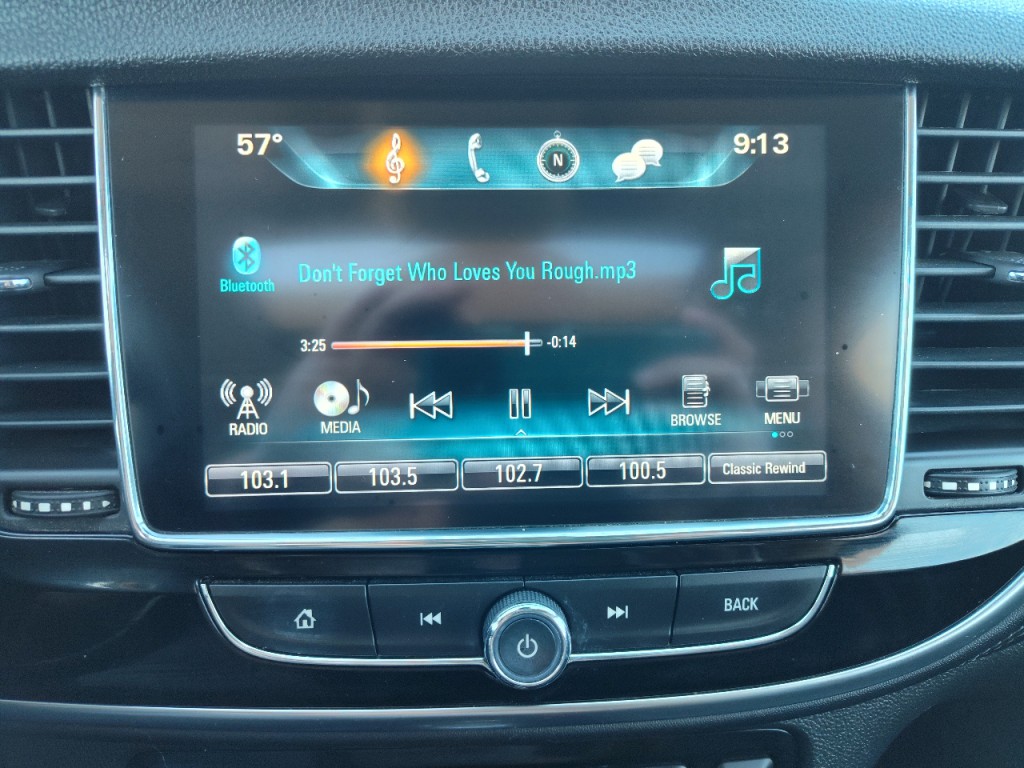 57° N 9:13
Bluetooth Don't Forget Who Loves You Rough.mp3
3:25 -0:14
RADIO MEDIA BROWSE MENU
103.1 103.5 102.7 100.5 Classic Rewind
BACK